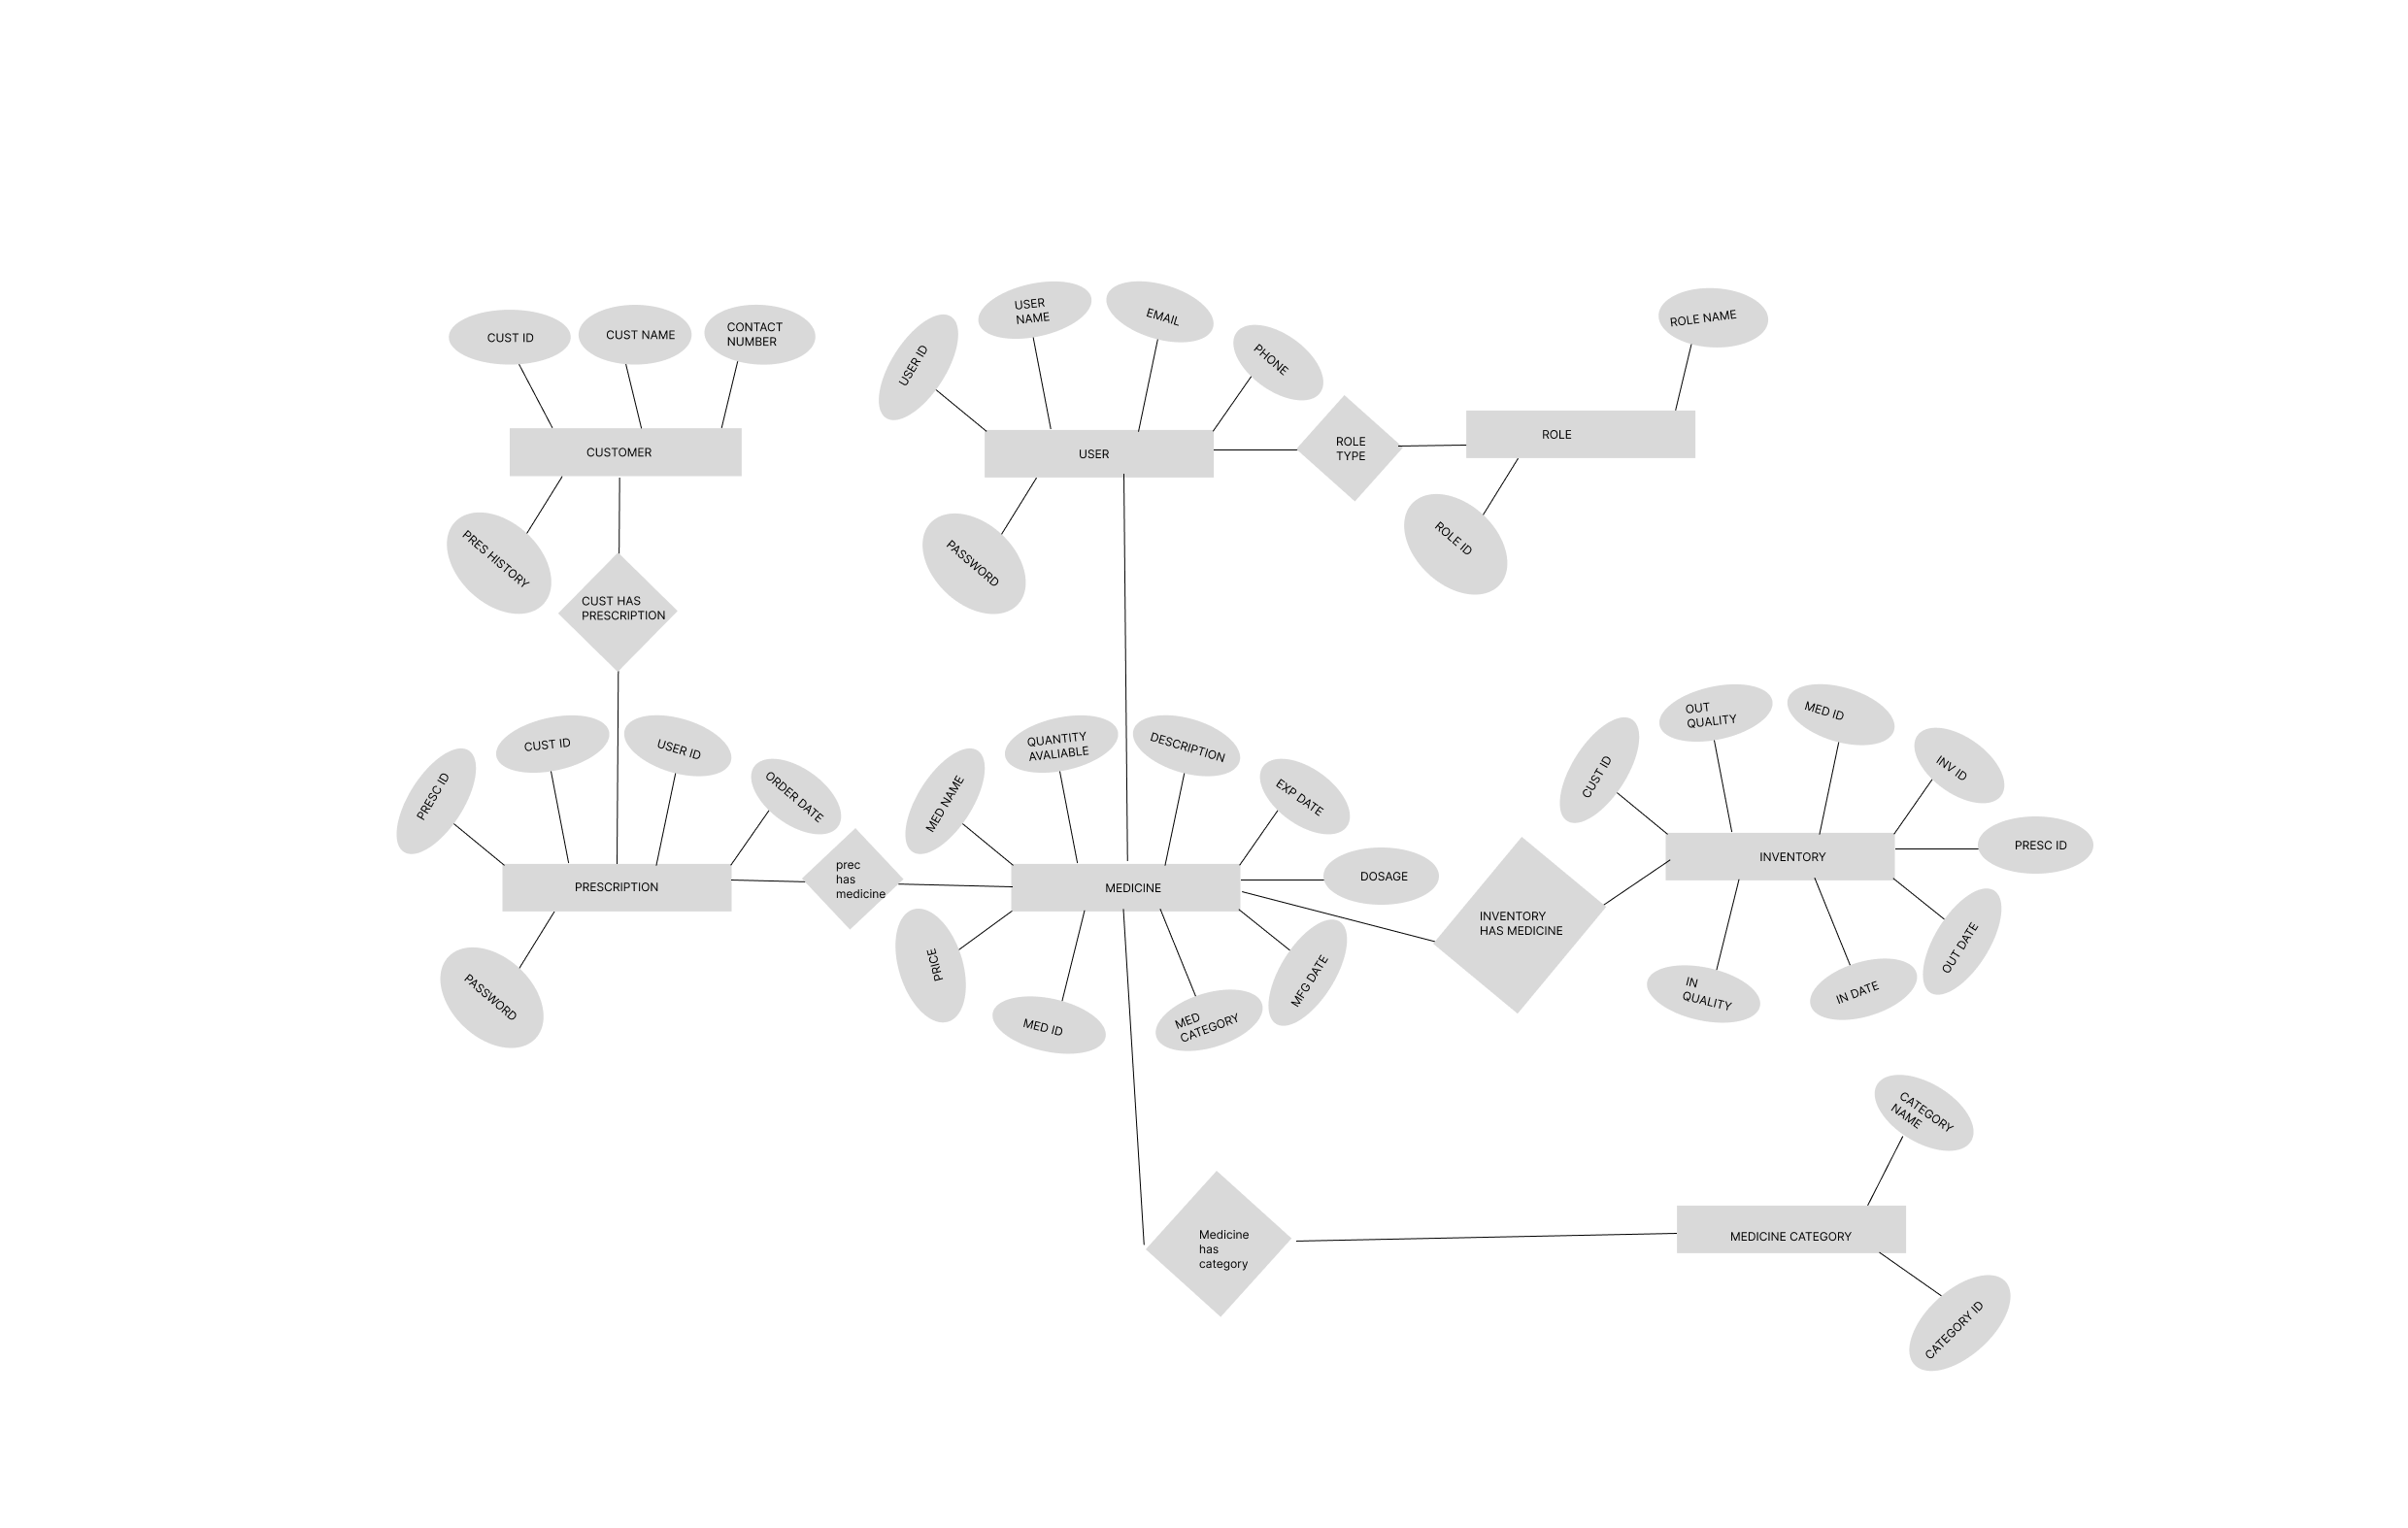 CUST ID
CUST NAME
CONTACT
NUMBER
CUSTOMER
PRES HISTORY
CUST HAS
PRESCRIPTION
USER ID
USER
NAME
EMAIL
PHONE
USER
PASSWORD
ROLE
TYPE
ROLE NAME
ROLE
ROLE ID
PRESC ID
CUST ID
USER ID
ORDER DATE
PRESCRIPTION
PASSWORD
prec
has
medicine
MED NAME
QUANTITY
AVALIABLE
DESCRIPTION
EXP DATE
DOSAGE
MEDICINE
PRICE
MED ID
MED
CATEGORY
MFG DATE
INVENTORY
HAS MEDICINE
CUST ID
OUT
QUALITY
MED ID
INV ID
PRESC ID
INVENTORY
OUT DATE
IN
QUALITY
IN DATE
Medicine
has
category
CATEGORY
NAME
MEDICINE CATEGORY
CATEGORY ID